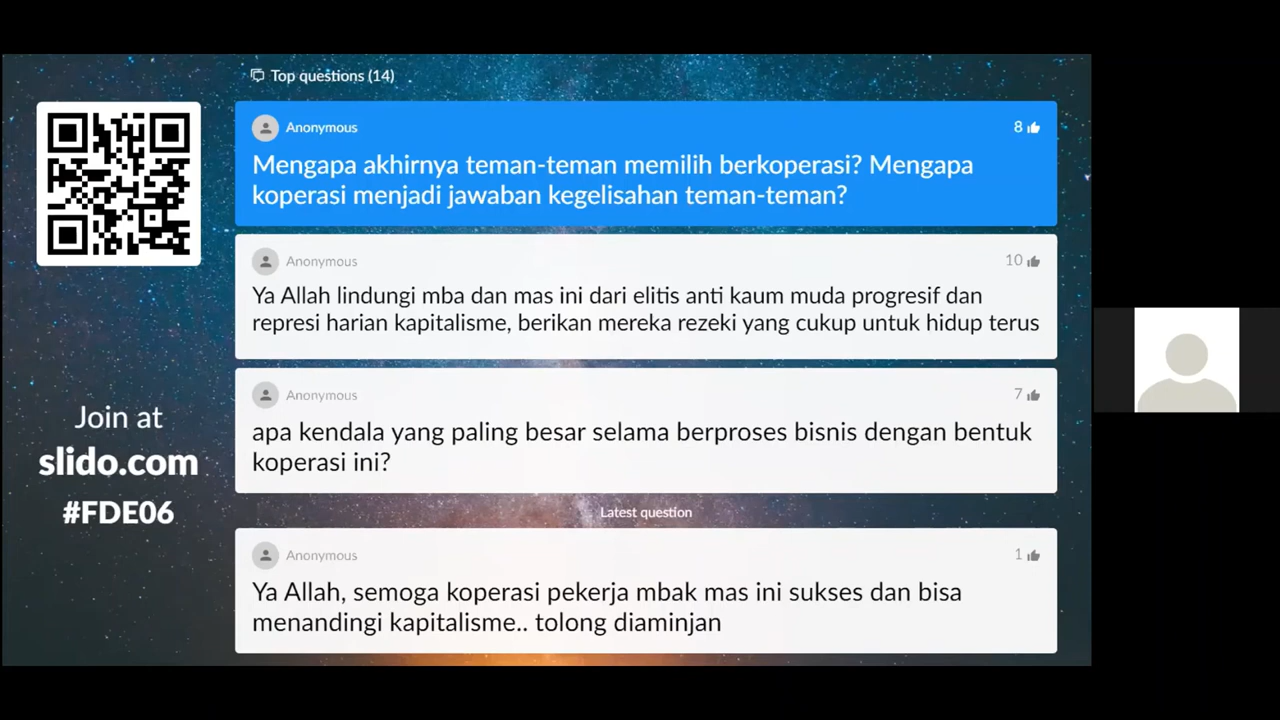 Top questions (14)
Anonymous
8
Mengapa akhirnya teman-teman memilih berkoperasi? Mengapa
koperasi menjadi jawaban kegelisahan teman-teman?
Anonymous
10
Ya Allah lindungi mba dan mas ini dari elitis anti kaum muda progresif dan
represi harian kapitalisme, berikan mereka rezeki yang cukup untuk hidup terus
Anonymous
7
apa kendala yang paling besar selama berproses bisnis dengan bentuk
koperasi ini?
Latest question
Anonymous
1
Ya Allah, semoga koperasi pekerja mbak mas ini sukses dan bisa
menandingi kapitalisme.. tolong diaminjan
Join at
slido.com
#FDE06